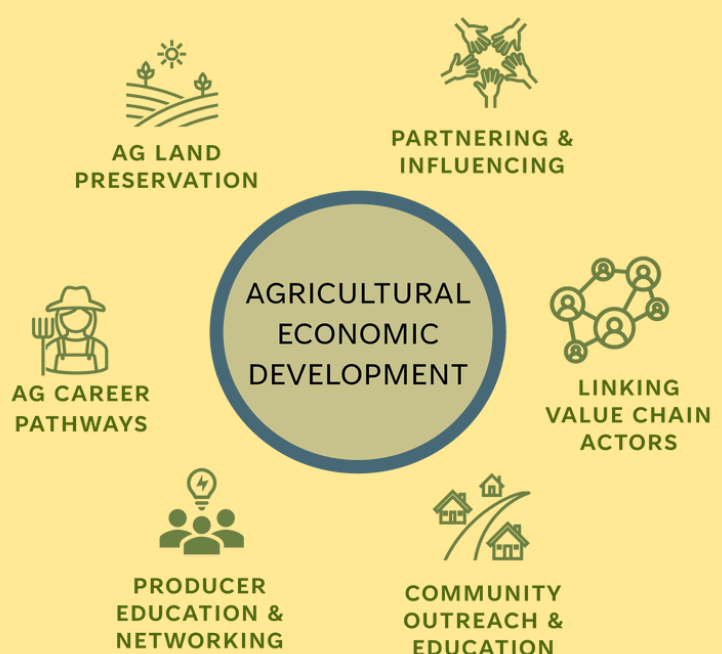 AG LAND
PRESERVATION
PARTNERING &
INFLUENCING
AGRICULTURAL
ECONOMIC
DEVELOPMENT
LINKING
VALUE CHAIN
ACTORS
AG CAREER
PATHWAYS
PRODUCER
EDUCATION &
NETWORKING
COMMUNITY
OUTREACH &
EDUCATION